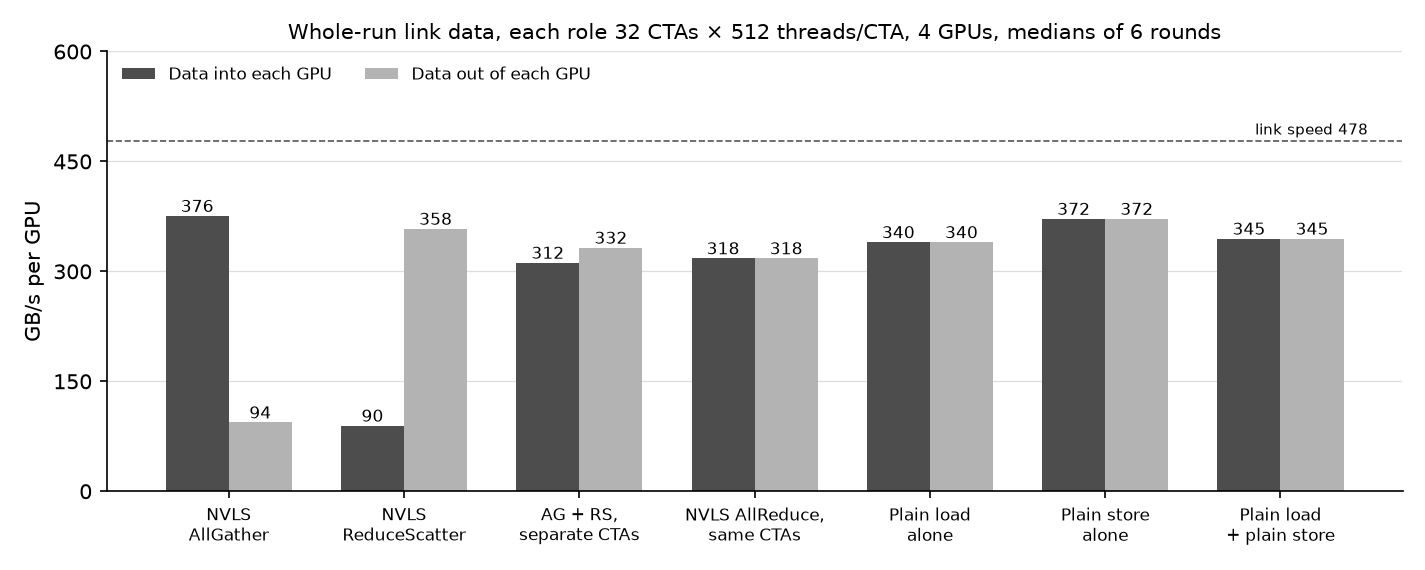 Whole-run link data, each role 32 CTAs × 512 threads/CTA, 4 GPUs, medians of 6 rounds
Data into each GPU
Data out of each GPU
link speed 478
GB/s per GPU
600
450
300
150
0
376
94
90
358
312
332
318
318
340
340
372
372
345
345
NVLS
AllGather
NVLS
ReduceScatter
AG + RS,
separate CTAs
NVLS AllReduce,
same CTAs
Plain load
alone
Plain store
alone
Plain load
+ plain store